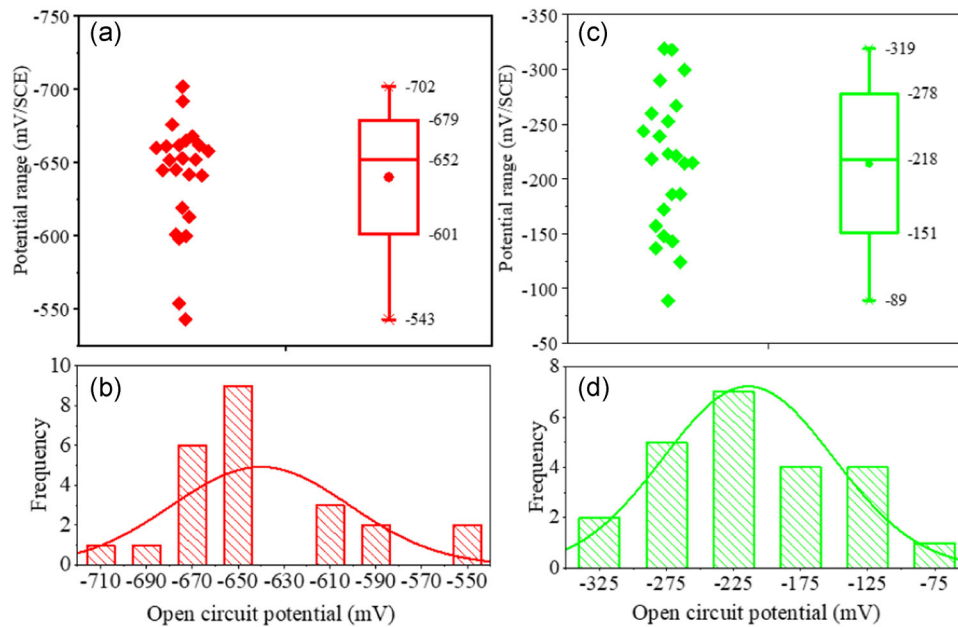 (a)
Potential range (mV/SCE)
-750
-700
-650
-600
-550
-702
-679
-652
-601
-543
(c)
Potential range (mV/SCE)
-350
-300
-250
-200
-150
-100
-50
-319
-278
-218
-151
-89
(b)
Frequency
10
8
6
4
2
0
-710 -690 -670 -650 -630 -610 -590 -570 -550
Open circuit potential (mV)
(d)
Frequency
8
6
4
2
0
-325 -275 -225 -175 -125 -75
Open circuit potential (mV)